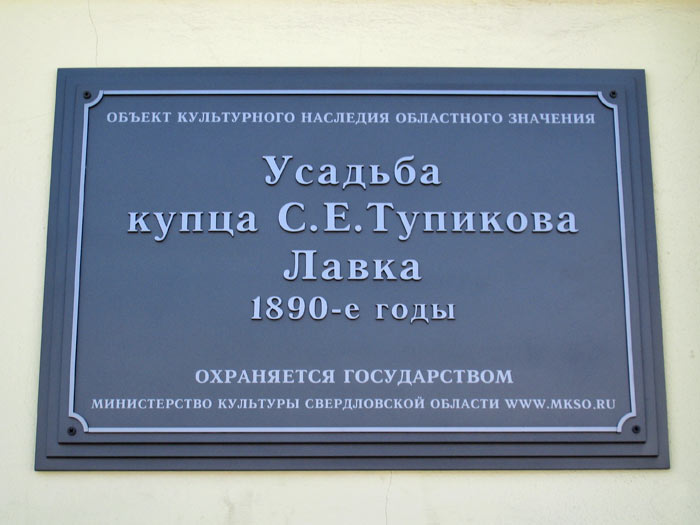 ОБЪЕКТ КУЛЬТУРНОГО НАСЛЕДИЯ ОБЛАСТНОГО ЗНАЧЕНИЯ
Усадьба
купца С.Е.Тупикова
Лавка
1890-е годы
ОХРАНЯЕТСЯ ГОСУДАРСТВОМ
МИНИСТЕРСТВО КУЛЬТУРЫ СВЕРДЛОВСКОЙ ОБЛАСТИ WWW.MKSO.RU